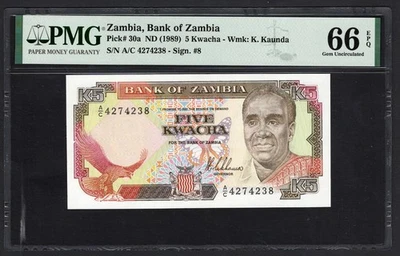 PMG
PAPER MONEY GUARANTY
Zambia, Bank of Zambia
Pick# 30a ND (1989) 5 Kwacha - Wmk: K. Kaunda
S/N A/C 4274238 - Sign. #8
66 EPQ
Gem Uncirculated
BANK OF ZAMBIA
K5
K5
A/C 4274238
FIVE
KWACHA
FOR THE BANK OF ZAMBIA
GOVERNOR
A/C 4274238
K5